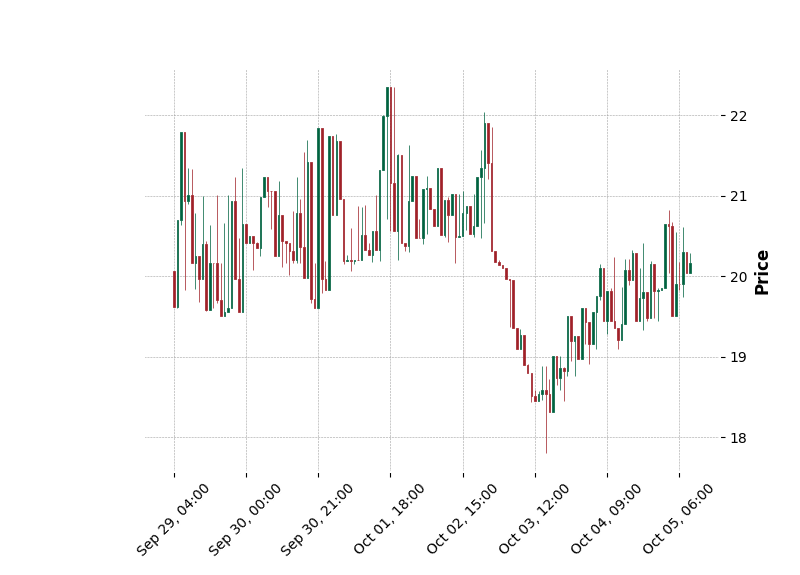 22
21
20
19
18
Price
Sep 29, 04:00
Sep 30, 00:00
Sep 30, 21:00
Oct 01, 18:00
Oct 02, 15:00
Oct 03, 12:00
Oct 04, 09:00
Oct 05, 06:00